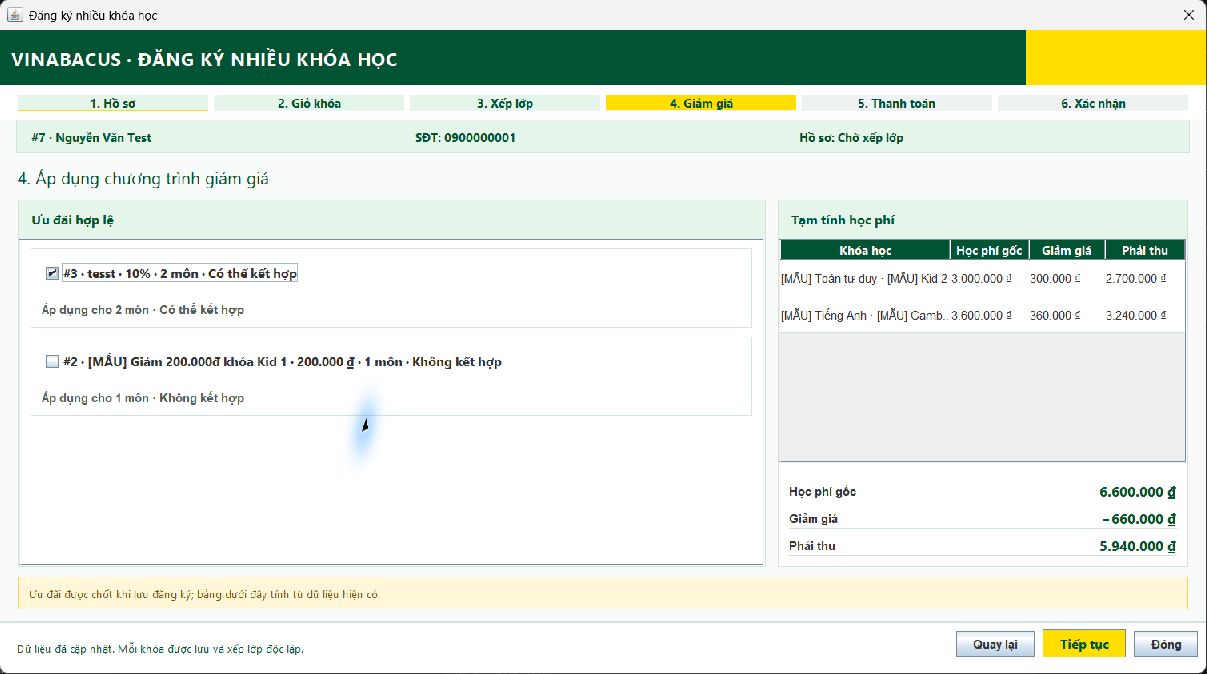 Đăng ký nhiều khóa học
VINABACUS · ĐĂNG KÝ NHIỀU KHÓA HỌC
1. Hồ sơ
2. Giỏ khóa
3. Xếp lớp
4. Giảm giá
5. Thanh toán
6. Xác nhận
#7 · Nguyễn Văn Test
SĐT: 0900000001
Hồ sơ: Chờ xếp lớp
4. Áp dụng chương trình giảm giá
Ưu đãi hợp lệ
#3 · tesst · 10% · 2 môn · Có thể kết hợp
Áp dụng cho 2 môn · Có thể kết hợp
#2 · [MẪU] Giảm 200.000đ khóa Kid 1 · 200.000 ₫ · 1 môn · Không kết hợp
Áp dụng cho 1 môn · Không kết hợp
Tạm tính học phí
Khóa học Học phí gốc Giảm giá Phải thu
[MẪU] Toán tư duy · [MẪU] Kid 2 3.000.000 ₫ 300.000 ₫ 2.700.000 ₫
[MẪU] Tiếng Anh · [MẪU] Camb... 3.600.000 ₫ 360.000 ₫ 3.240.000 ₫
Học phí gốc 6.600.000 ₫
Giảm giá −660.000 ₫
Phải thu 5.940.000 ₫
Ưu đãi được chốt khi lưu đăng ký; bảng dưới đây tính từ dữ liệu hiện có.
Dữ liệu đã cập nhật. Mỗi khóa được lưu và xếp lớp độc lập.
Quay lại
Tiếp tục
Đóng